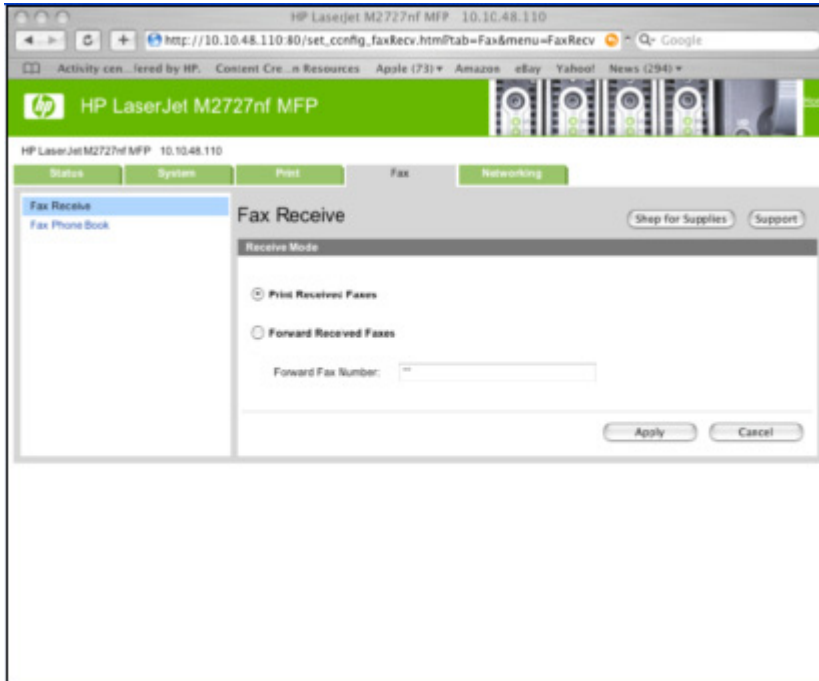 HP LaserJet M2727nf MFP 10.10.48.110
http://10.10.48.110:80/set_config_faxRecv.htm?tab=Fax&menu=FaxRecv Q- Google
Activity cen...fered by HP. Content Cre...n Resources Apple (73) Amazon eBay Yahoo! News (294)
hp HP LaserJet M2727nf MFP
HP LaserJet M2727nf MFP 10.10.48.110
Status System Print Fax Networking
Fax Receive
Fax Phone Book
Fax Receive Shop for Supplies Support
Receive Mode
Print Received Faxes
Forward Received Faxes
Forward Fax Number: ""
Apply Cancel